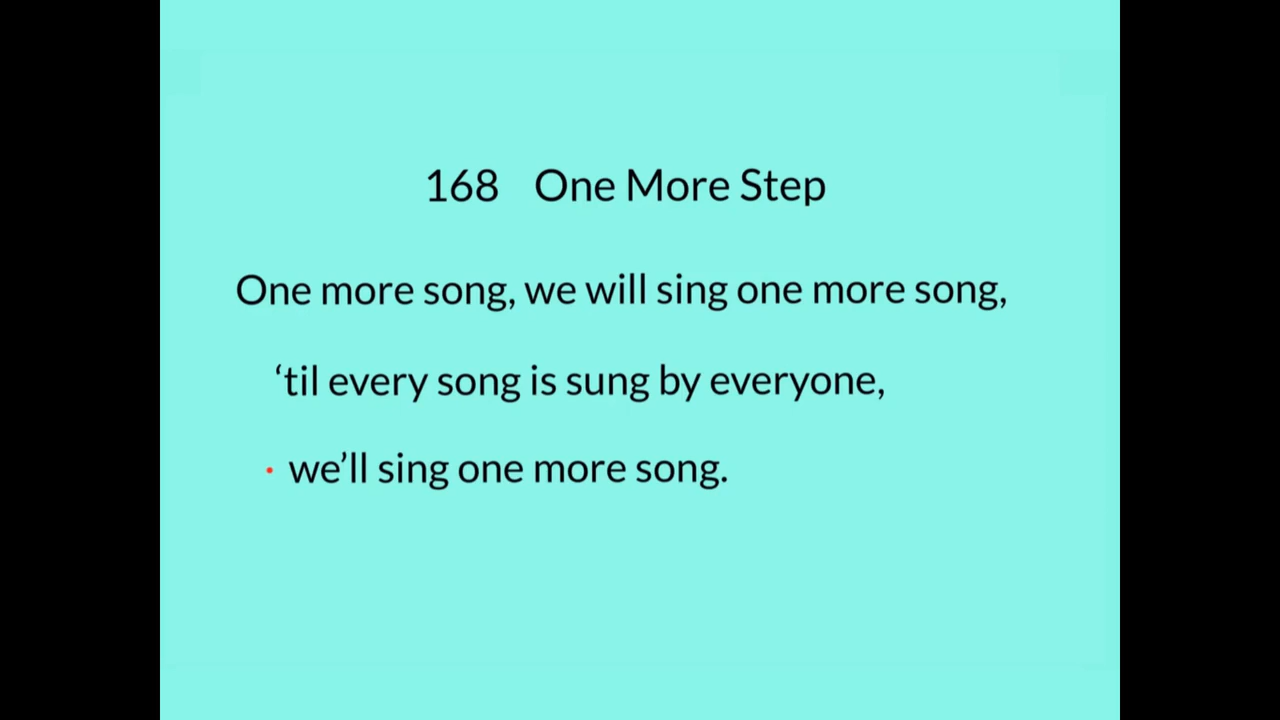 168 One More Step
One more song, we will sing one more song,
‘til every song is sung by everyone,
we’ll sing one more song.